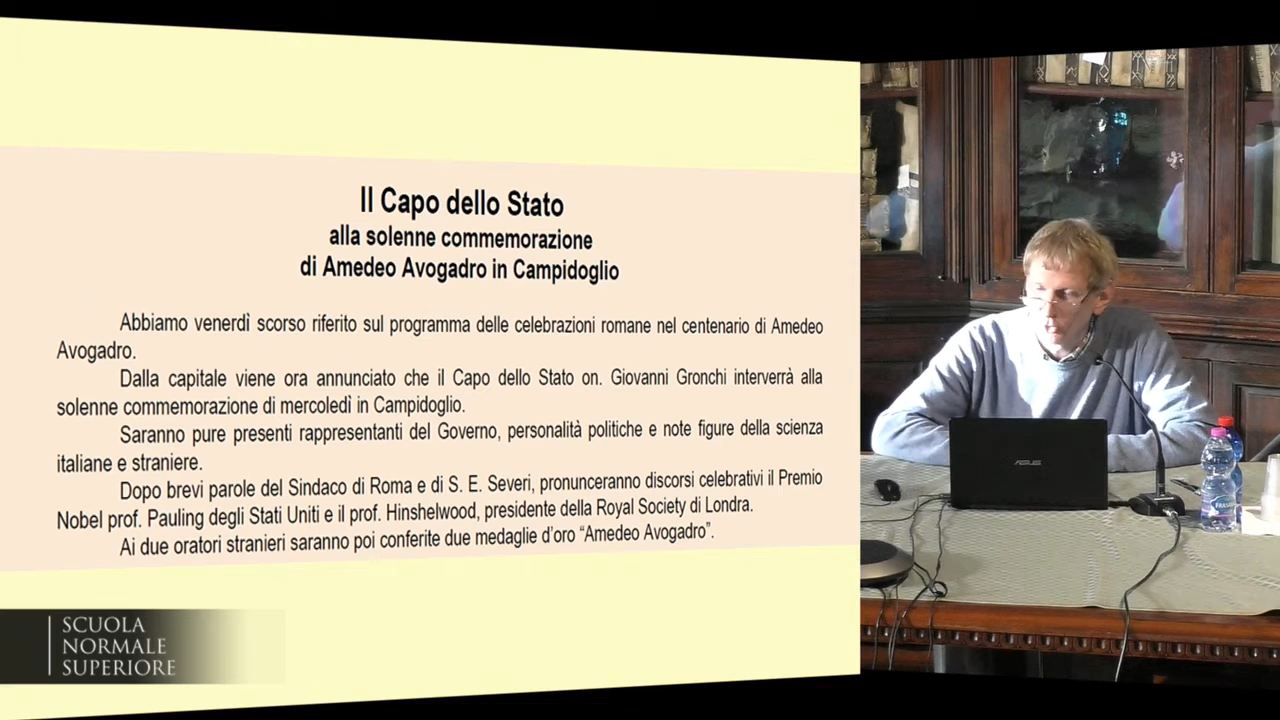 Il Capo dello Stato
alla solenne commemorazione
di Amedeo Avogadro in Campidoglio
Abbiamo venerdì scorso riferito sul programma delle celebrazioni romane nel centenario di Amedeo
Avogadro.
Dalla capitale viene ora annunciato che il Capo dello Stato on. Giovanni Gronchi interverrà alla
solenne commemorazione di mercoledì in Campidoglio.
Saranno pure presenti rappresentanti del Governo, personalità politiche e note figure della scienza
italiane e straniere.
Dopo brevi parole del Sindaco di Roma e di S. E. Severi, pronunceranno discorsi celebrativi il Premio
Nobel prof. Pauling degli Stati Uniti e il prof. Hinshelwood, presidente della Royal Society di Londra.
Ai due oratori stranieri saranno poi conferite due medaglie d'oro “Amedeo Avogadro”.
SCUOLA
NORMALE
SUPERIORE
ASUS